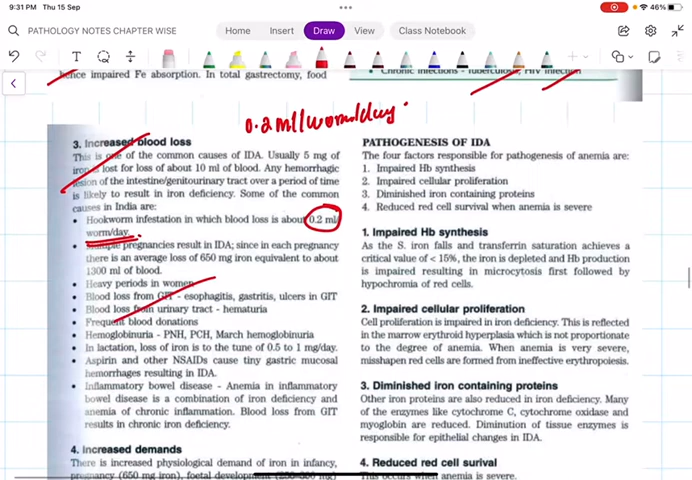 9:31 PM Thu 15 Sep
46%
PATHOLOGY NOTES CHAPTER WISE
Home Insert Draw View Class Notebook
hence impaired Fe absorption. In total gastrectomy, food
• Chronic infections - Tuberculosis, HIV infection
0.2 ml/worm/day
3. Increased blood loss
This is one of the common causes of IDA. Usually 5 mg of
iron is lost for loss of about 10 ml of blood. Any hemorrhagic
lesion of the intestine/genitourinary tract over a period of time
is likely to result in iron deficiency. Some of the common
causes in India are:
• Hookworm infestation in which blood loss is about 0.2 ml/
worm/day.
• Multiple pregnancies result in IDA; since in each pregnancy
there is an average loss of 650 mg iron equivalent to about
1300 ml of blood.
• Heavy periods in women
• Blood loss from GIT - esophagitis, gastritis, ulcers in GIT
• Blood loss from urinary tract - hematuria
• Frequent blood donations
• Hemoglobinuria - PNH, PCH, March hemoglobinuria
• In lactation, loss of iron is to the tune of 0.5 to 1 mg/day.
• Aspirin and other NSAIDs cause tiny gastric mucosal
hemorrhages resulting in IDA.
• Inflammatory bowel disease - Anemia in inflammatory
bowel disease is a combination of iron deficiency and
anemia of chronic inflammation. Blood loss from GIT
results in chronic iron deficiency.
4. Increased demands
There is increased physiological demand of iron in infancy,
pregnancy (650 mg iron), foetal development
PATHOGENESIS OF IDA
The four factors responsible for pathogenesis of anemia are:
1. Impaired Hb synthesis
2. Impaired cellular proliferation
3. Diminished iron containing proteins
4. Reduced red cell survival when anemia is severe
1. Impaired Hb synthesis
As the S. iron falls and transferrin saturation achieves a
critical value of < 15%, the iron is depleted and Hb production
is impaired resulting in microcytosis first followed by
hypochromia of red cells.
2. Impaired cellular proliferation
Cell proliferation is impaired in iron deficiency. This is reflected
in the marrow erythroid hyperplasia which is not proportionate
to the degree of anemia. When anemia is very severe,
misshapen red cells are formed from ineffective erythropoiesis.
3. Diminished iron containing proteins
Other iron proteins are also reduced in iron deficiency. Many
of the enzymes like cytochrome C, cytochrome oxidase and
myoglobin are reduced. Diminution of tissue enzymes is
responsible for epithelial changes in IDA.
4. Reduced red cell surival
This occurs when anemia is severe.